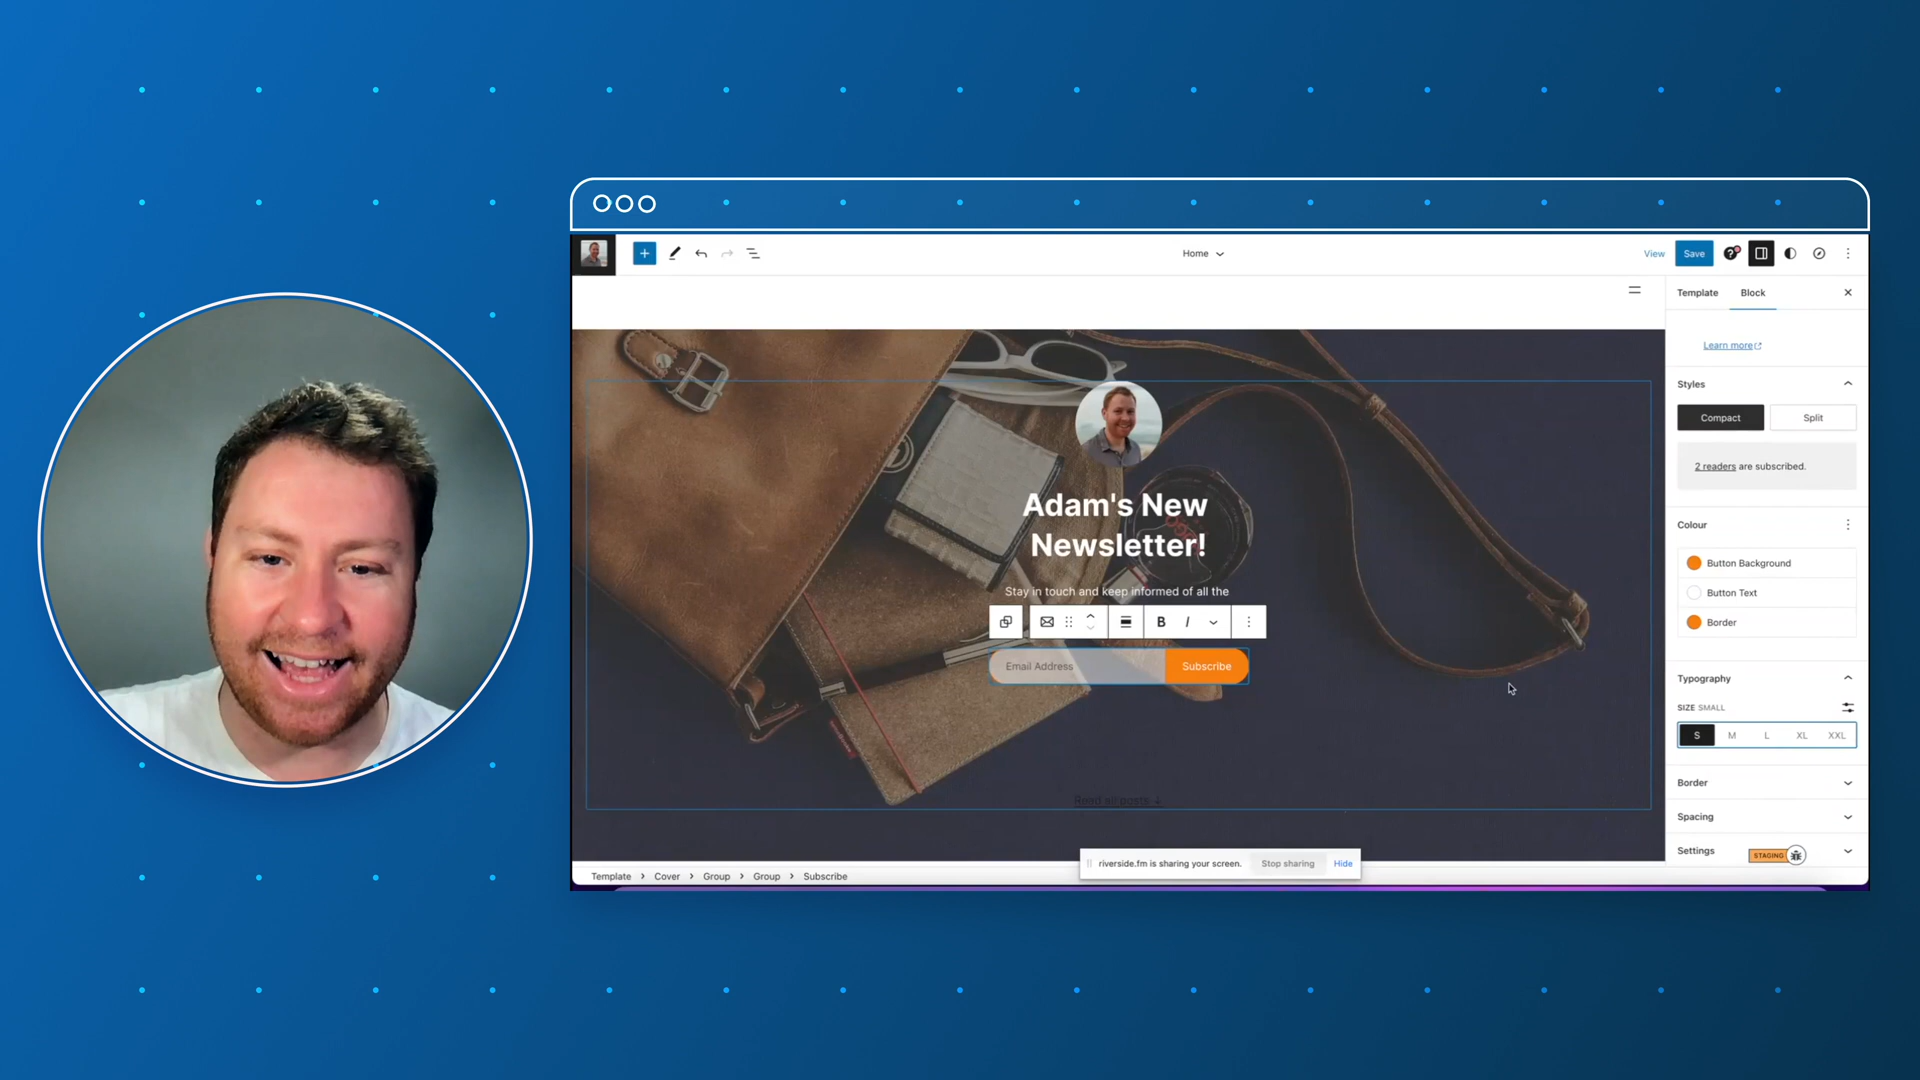 Home
View
Save
Template Block
Learn more
Styles
Compact
Split
2 readers are subscribed.
Colour
Button Background
Button Text
Border
Typography
SIZE SMALL
S M L XL XXL
Border
Spacing
Settings
STAGING
Adam's New
Newsletter!
Stay in touch and keep informed of all the
B I
Email Address
Subscribe
Read all posts ↓
riverside.fm is sharing your screen.
Stop sharing
Hide
Template > Cover > Group > Group > Subscribe